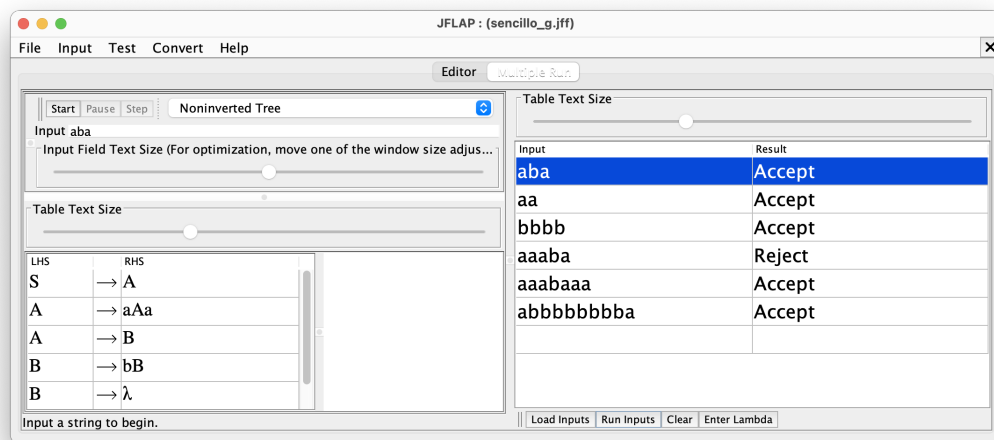 JFLAP : (sencillo_g.jff)
File Input Test Convert Help
Editor Multiple Run
Start Pause Step Noninverted Tree
Input aba
Input Field Text Size (For optimization, move one of the window size adjus...
Table Text Size
LHS RHS
S → A
A → aAa
A → B
B → bB
B → λ
Input a string to begin.
Table Text Size
Input Result
aba Accept
aa Accept
bbbb Accept
aaaba Reject
aaabaaa Accept
abbbbbbbbba Accept
Load Inputs Run Inputs Clear Enter Lambda